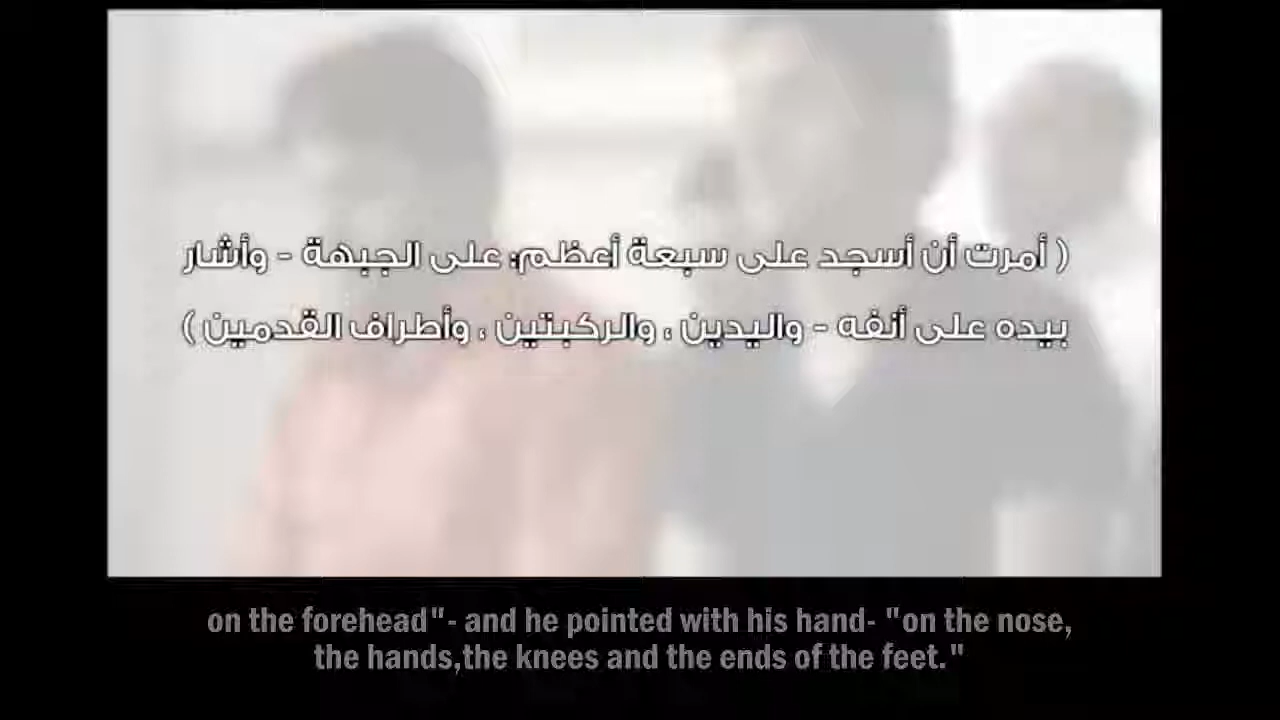 ( أمرت أن أسجد على سبعة أعظم: على الجبهة - وأشار
بيده على أنفه - واليدين ، والركبتين ، وأطراف القدمين )
on the forehead"- and he pointed with his hand- "on the nose,
the hands,the knees and the ends of the feet."